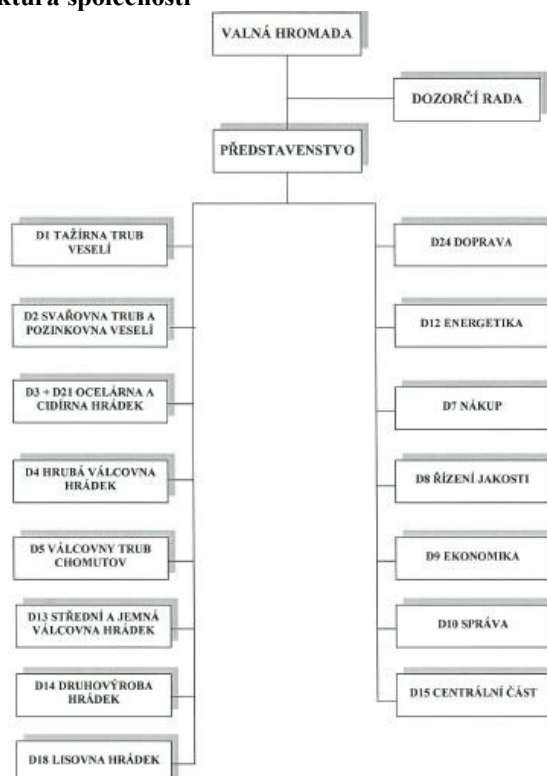 ktura společnosti
VALNÁ HROMADA
DOZORČÍ RADA
PŘEDSTAVENSTVO
D1 TAŽÍRNA TRUB
VESELÍ
D2 SVAŘOVNA TRUB A
POZINKOVNA VESELÍ
D3 + D21 OCELÁRNA A
CIDÍRNA HRÁDEK
D4 HRUBÁ VÁLCOVNA
HRÁDEK
D5 VÁLCOVNY TRUB
CHOMUTOV
D13 STŘEDNÍ A JEMNÁ
VÁLCOVNA HRÁDEK
D14 DRUHOVÝROBA
HRÁDEK
D18 LISOVNA HRÁDEK
D24 DOPRAVA
D12 ENERGETIKA
D7 NÁKUP
D8 ŘÍZENÍ JAKOSTI
D9 EKONOMIKA
D10 SPRÁVA
D15 CENTRÁLNÍ ČÁST